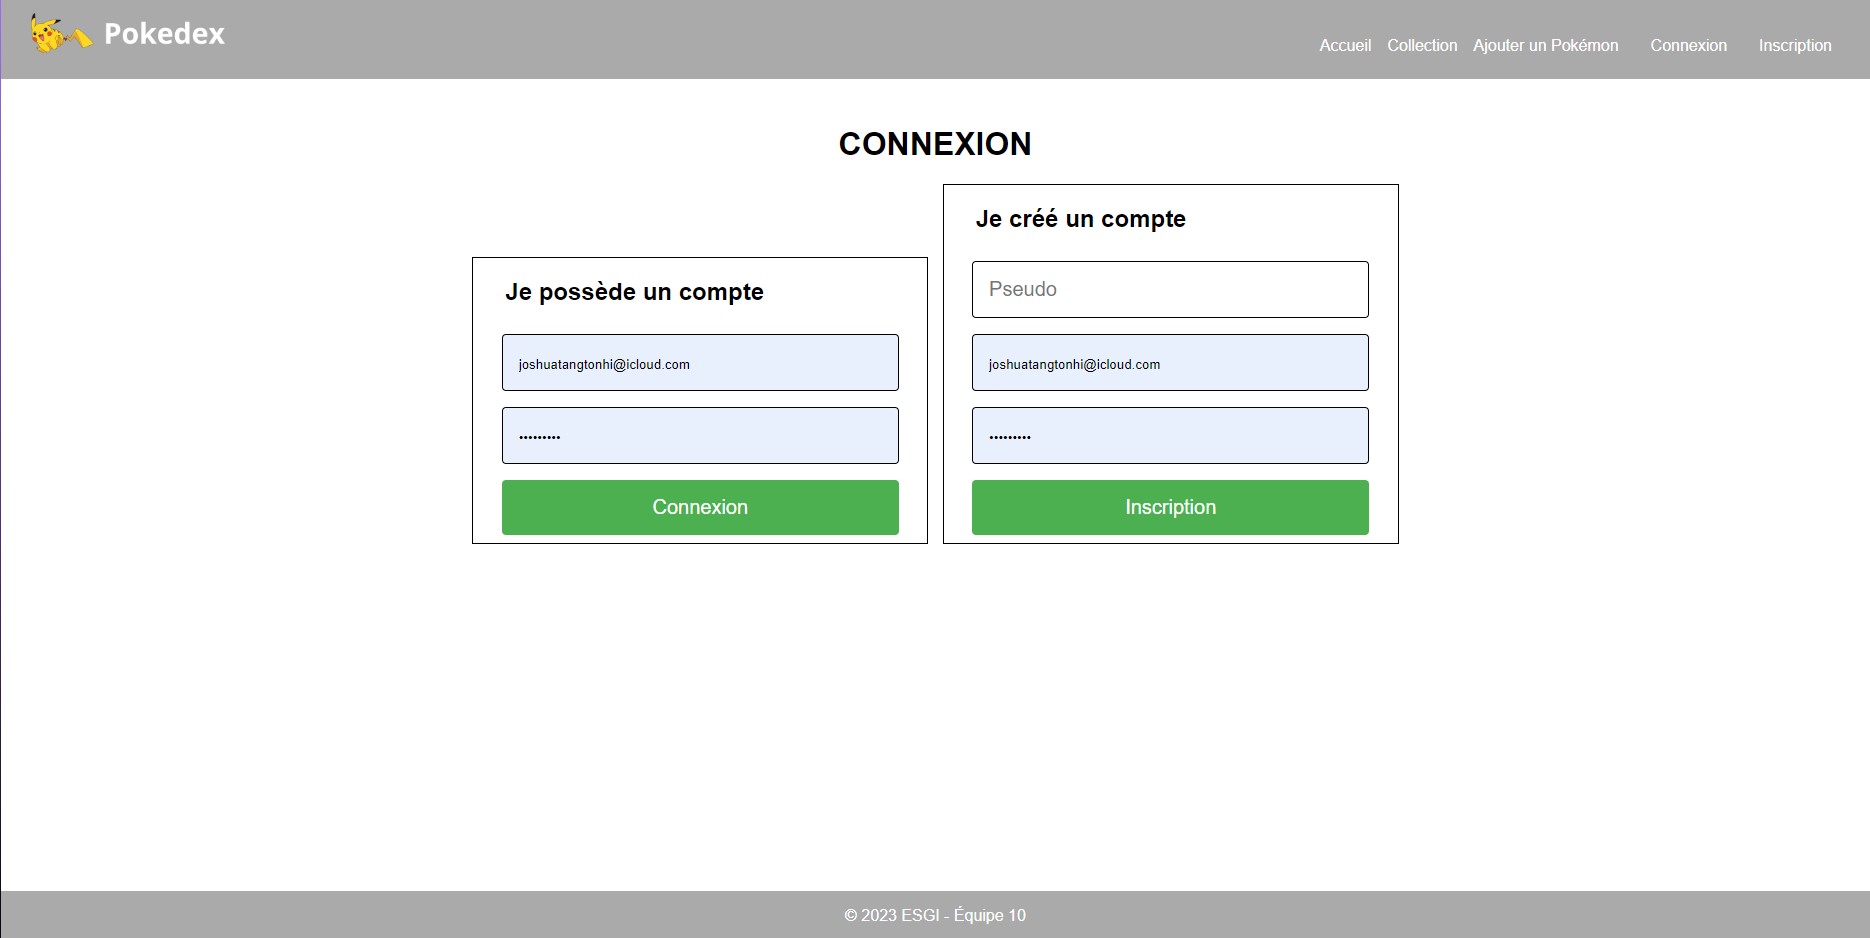 Pokedex
Accueil Collection Ajouter un Pokémon Connexion Inscription
CONNEXION
Je possède un compte
joshuatangtonhi@icloud.com
•••••••••
Connexion
Je créé un compte
Pseudo
joshuatangtonhi@icloud.com
•••••••••
Inscription
© 2023 ESGI - Équipe 10